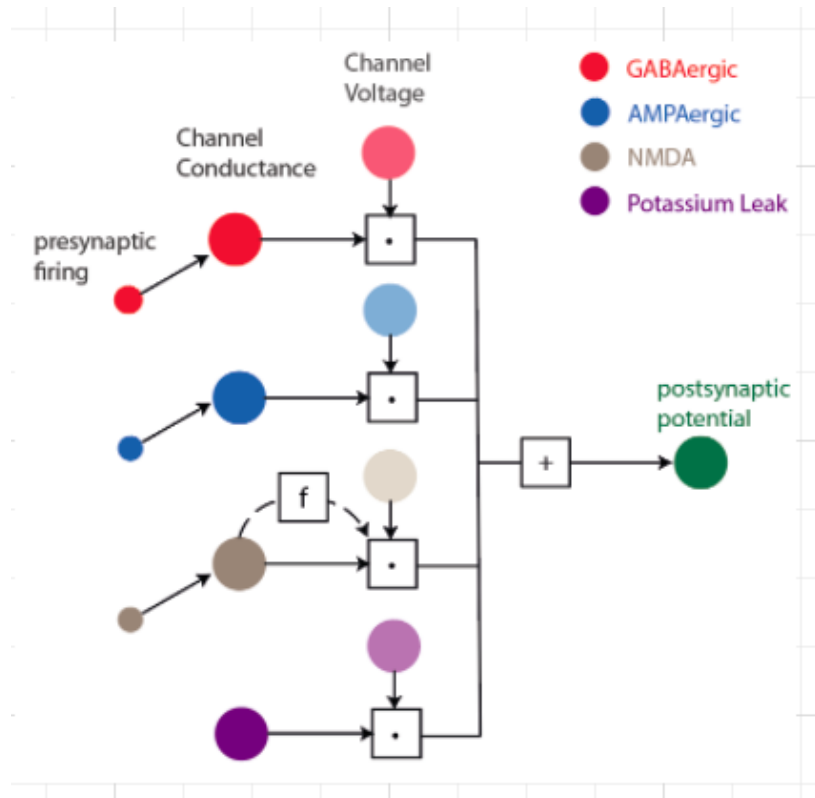 Channel
Voltage
GABAergic
AMPAergic
NMDA
Potassium Leak
Channel
Conductance
presynaptic
firing
.
.
f
.
.
+
postsynaptic
potential